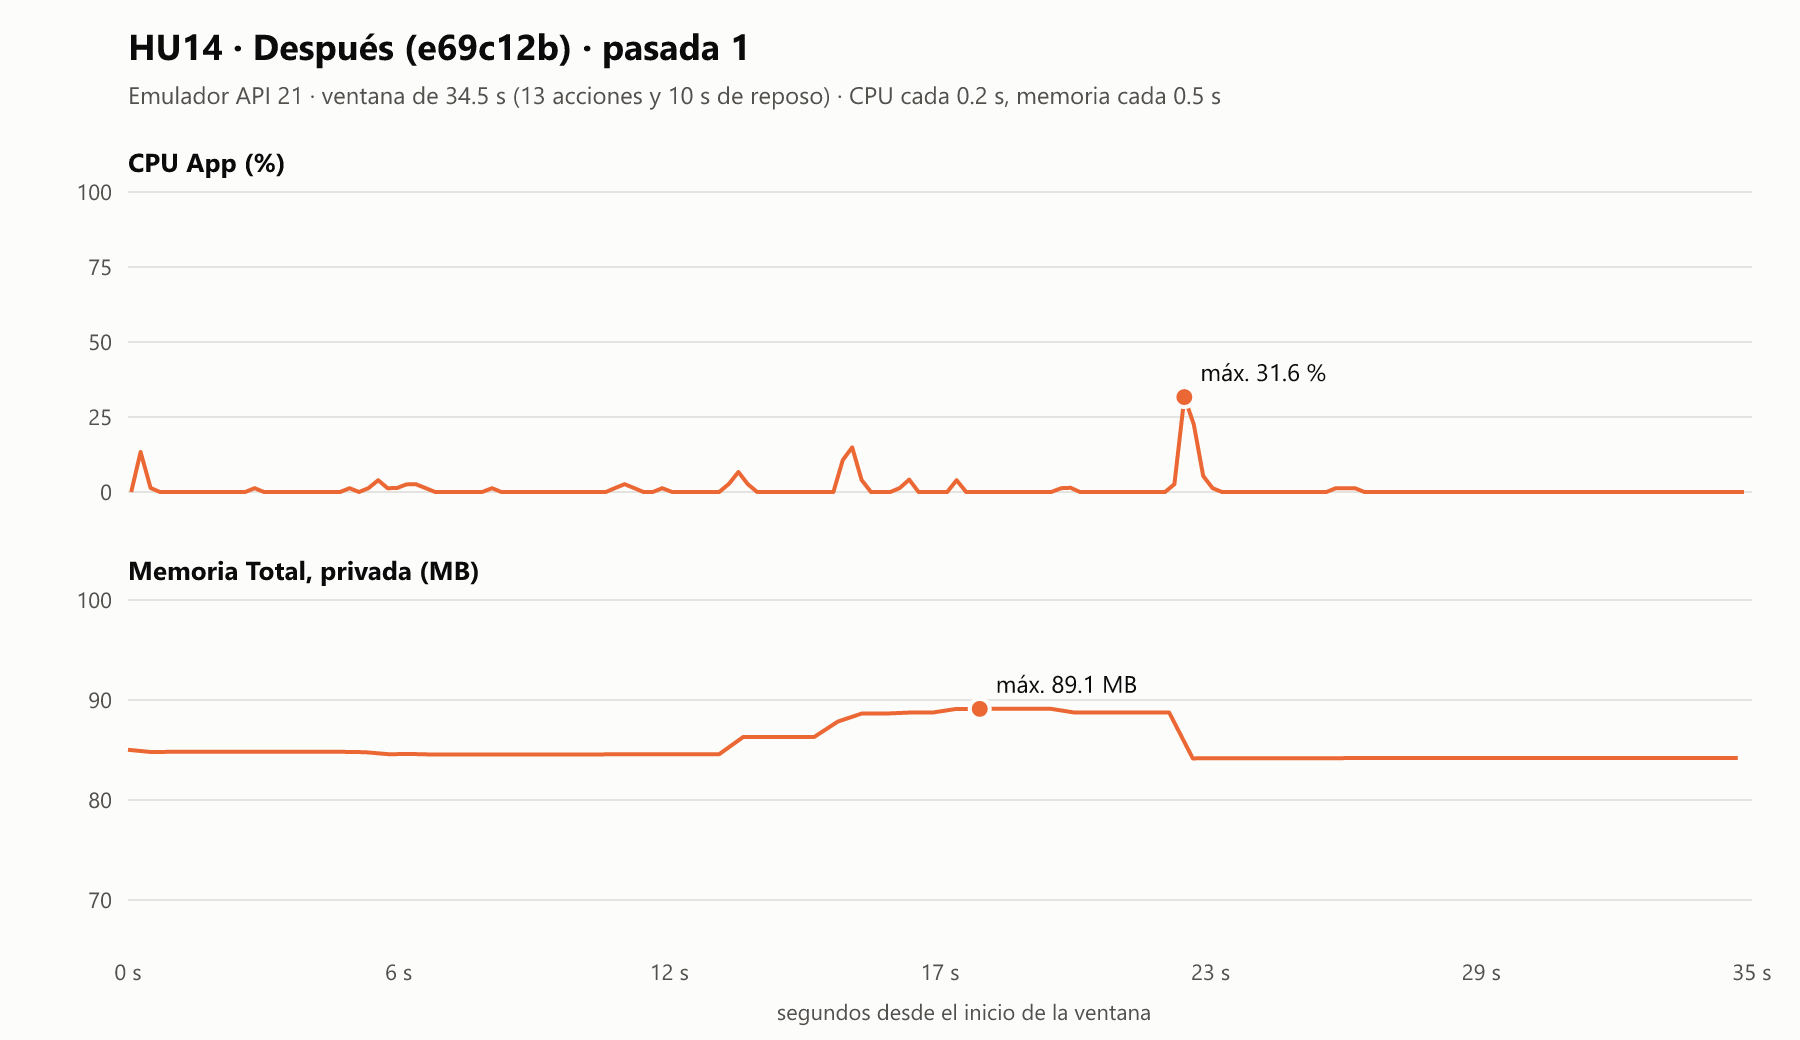 HU14 · Después (e69c12b) · pasada 1
Emulador API 21 · ventana de 34.5 s (13 acciones y 10 s de reposo) · CPU cada 0.2 s, memoria cada 0.5 s
CPU App (%)
100
75
50
máx. 31.6 %
25
0
Memoria Total, privada (MB)
100
máx. 89.1 MB
90
80
70
0 s 6 s 12 s 17 s 23 s 29 s 35 s
segundos desde el inicio de la ventana